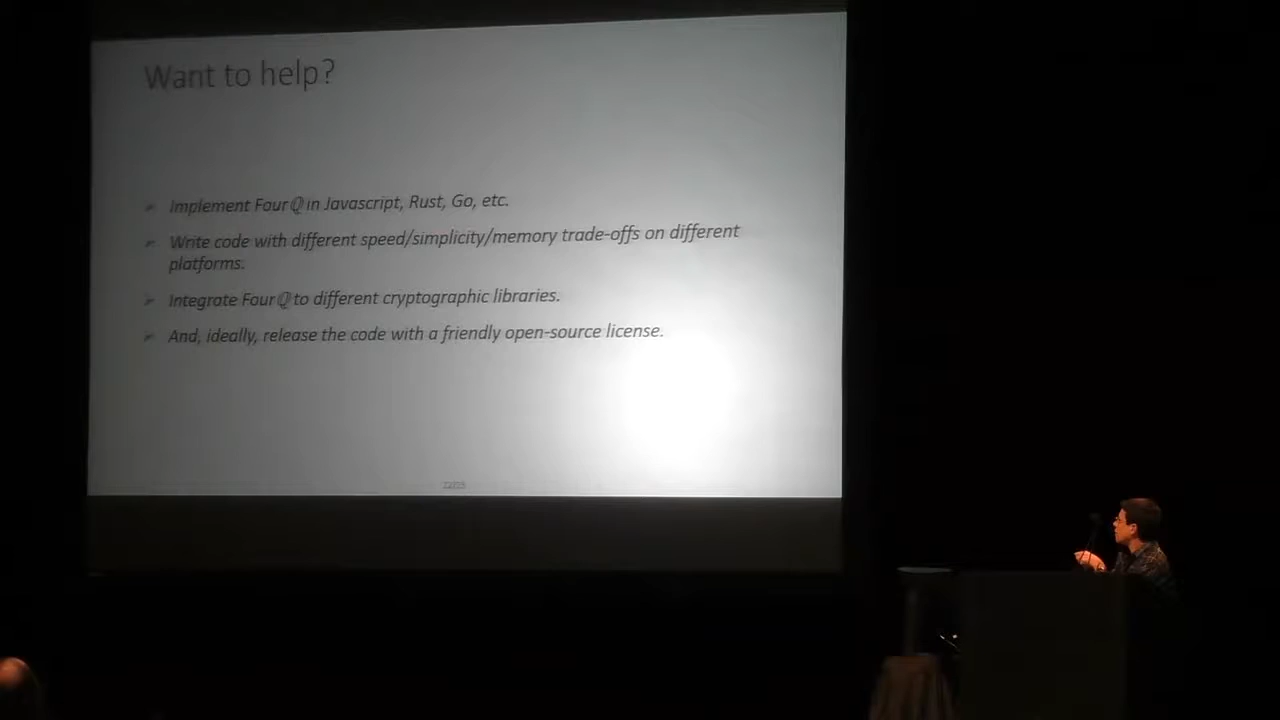 Want to help?
Implement Fourℚ in Javascript, Rust, Go, etc.
Write code with different speed/simplicity/memory trade-offs on different
platforms.
Integrate Fourℚ to different cryptographic libraries.
And, ideally, release the code with a friendly open-source license.